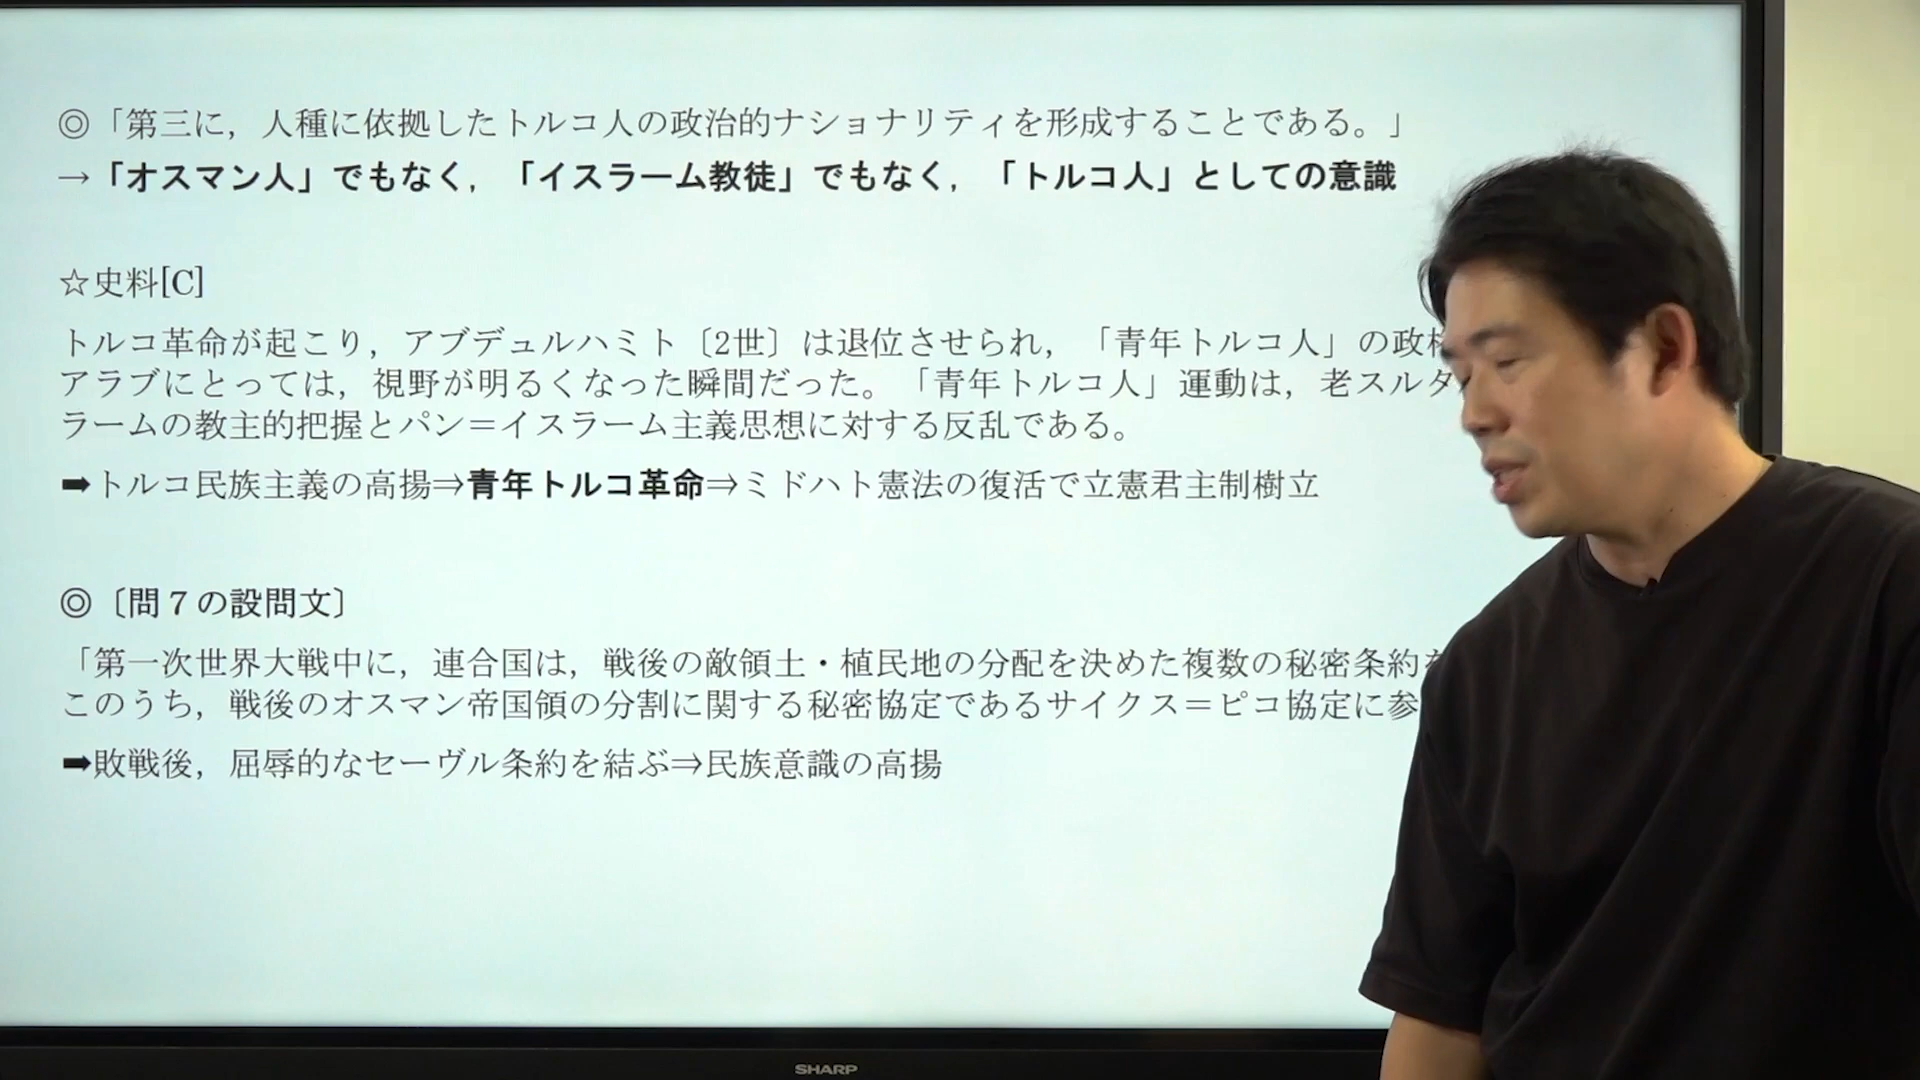 ◎「第三に，人種に依拠したトルコ人の政治的ナショナリティを形成することである。」
→「オスマン人」でもなく，「イスラーム教徒」でもなく，「トルコ人」としての意識
☆史料[C]
トルコ革命が起こり，アブデュルハミト〔2世〕は退位させられ，「青年トルコ人」の政
アラブにとっては，視野が明るくなった瞬間だった。「青年トルコ人」運動は，老スルタ
ラームの教主的把握とパン＝イスラーム主義思想に対する反乱である。
➡トルコ民族主義の高揚⇒青年トルコ革命⇒ミドハト憲法の復活で立憲君主制樹立
◎〔問７の設問文〕
「第一次世界大戦中に，連合国は，戦後の敵領土・植民地の分配を決めた複数の秘密条約
このうち，戦後のオスマン帝国領の分割に関する秘密協定であるサイクス＝ピコ協定に参
➡敗戦後，屈辱的なセーヴル条約を結ぶ⇒民族意識の高揚
SHARP